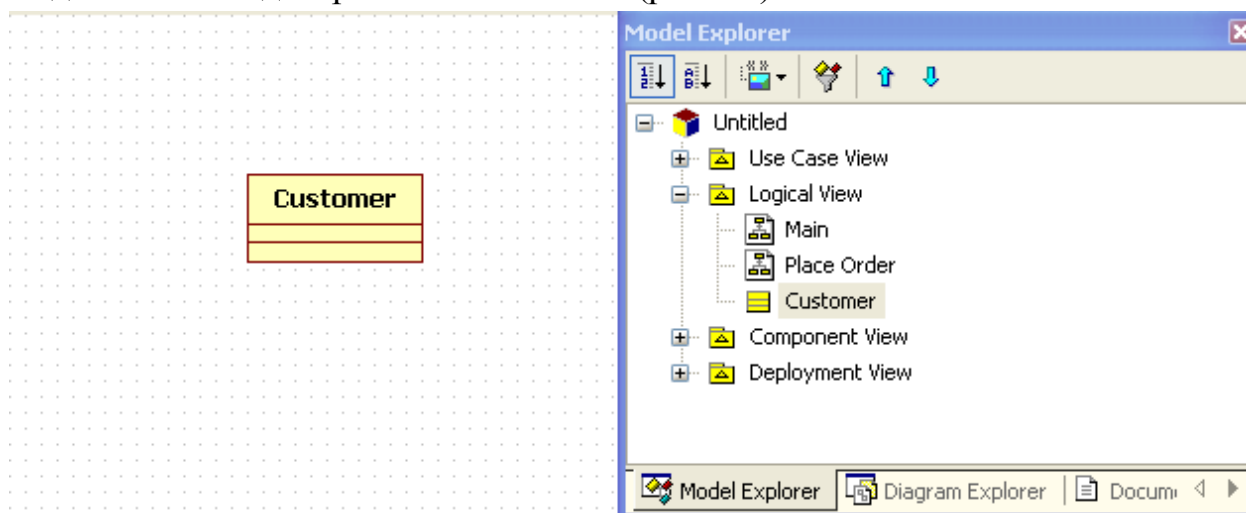 Model Explorer
Untitled
Use Case View
Customer
Logical View
Main
Place Order
Customer
Component View
Deployment View
Model Explorer Diagram Explorer